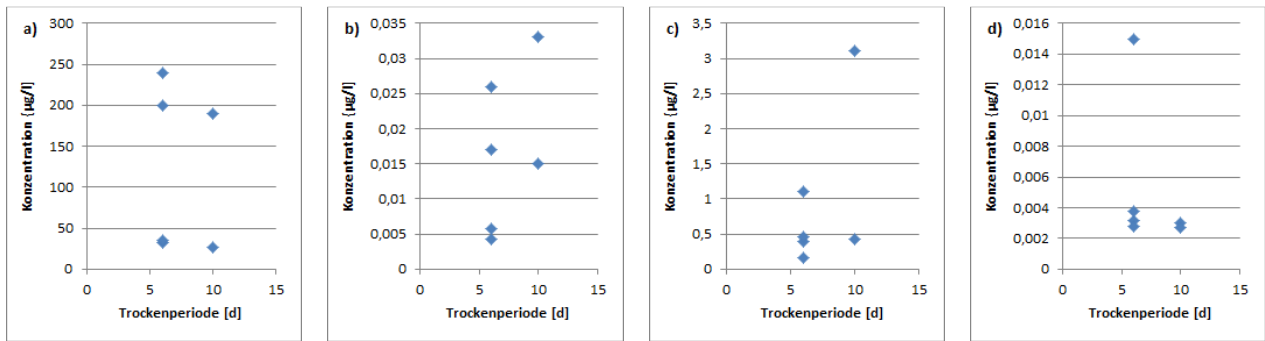 a)
300
250
200
150
100
50
0
0 5 10 15
Konzentration [µg/l]
Trockenperiode [d]
b)
0,035
0,03
0,025
0,02
0,015
0,01
0,005
0
0 5 10 15
Konzentration [µg/l]
Trockenperiode [d]
c)
3,5
3
2,5
2
1,5
1
0,5
0
0 5 10 15
Konzentration [µg/l]
Trockenperiode [d]
d)
0,016
0,014
0,012
0,01
0,008
0,006
0,004
0,002
0
0 5 10 15
Konzentration [µg/l]
Trockenperiode [d]